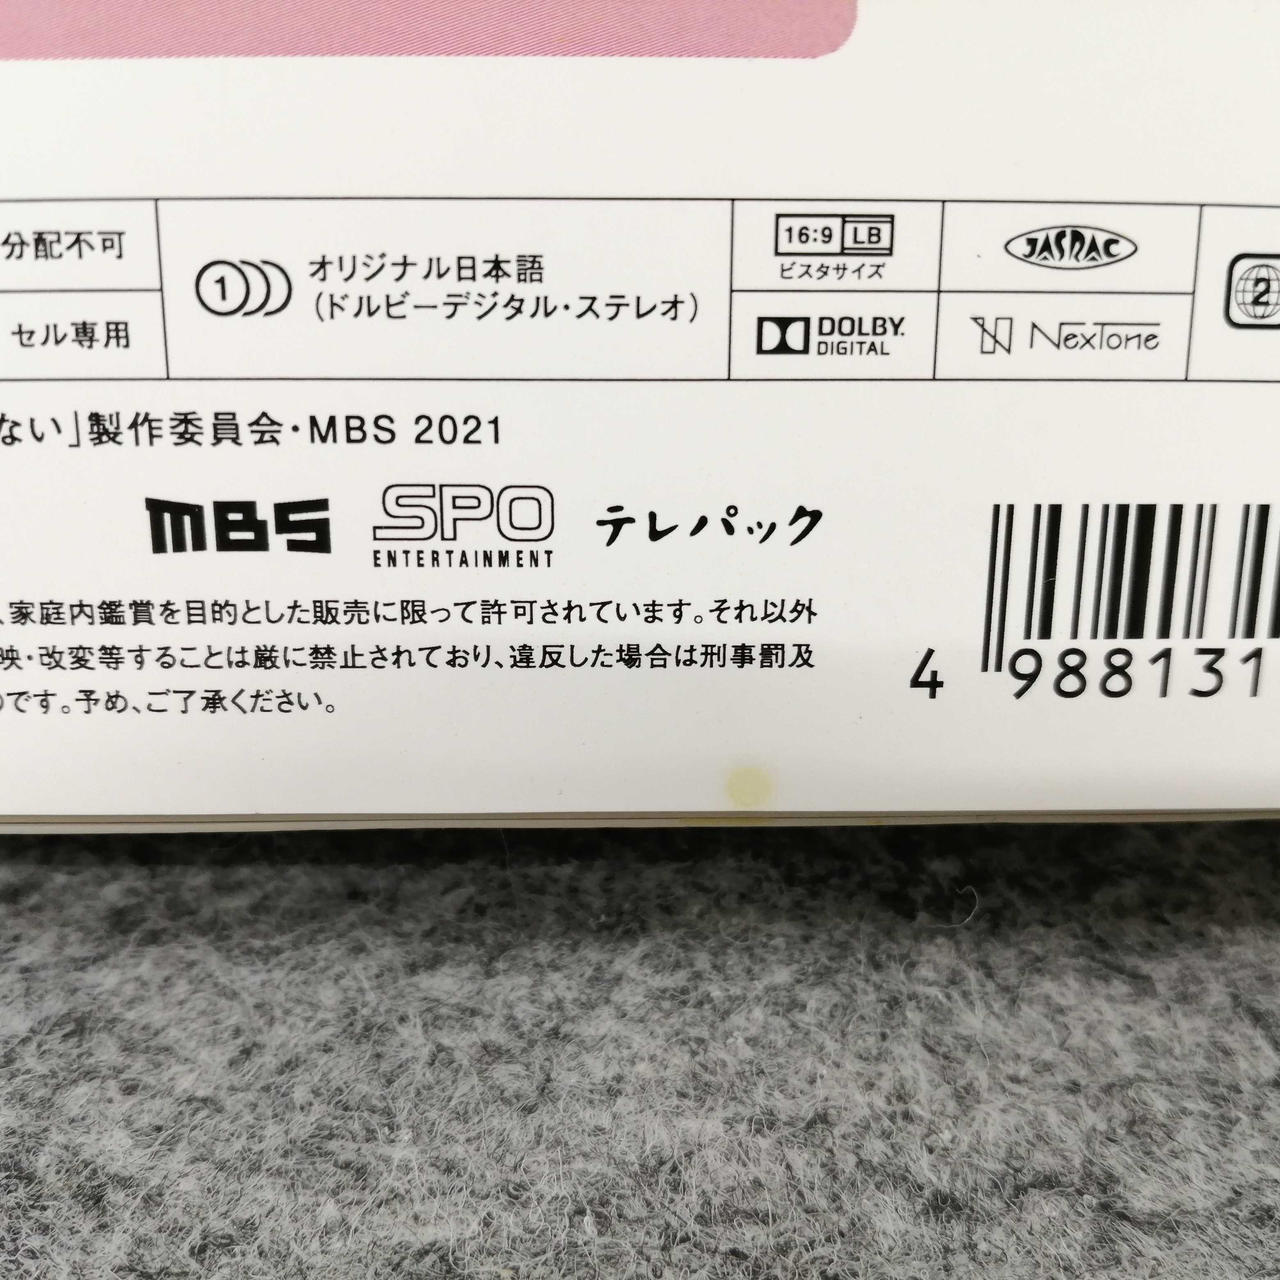 分配不可
セル専用
1 オリジナル日本語
(ドルビーデジタル・ステレオ)
16:9 LB
ビスタサイズ
DOLBY.
DIGITAL
JASRAC
NexTone
2
ない」製作委員会・MBS 2021
MBS
SPO
ENTERTAINMENT
テレパック
、家庭内鑑賞を目的とした販売に限って許可されています。それ以外
映・改変等することは厳に禁止されており、違反した場合は刑事罰及
のです。予め、ご了承ください。
4 988131